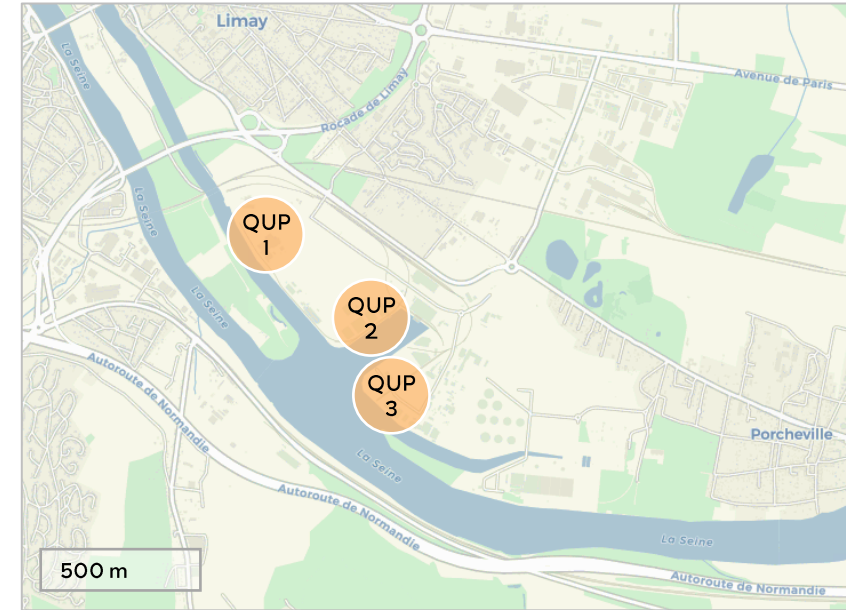 Limay
La Seine
Avenue de Paris
Rocade de Limay
La Seine
QUP
1
La Seine
QUP
2
Autoroute de Normandie
QUP
3
Porcheville
La Seine
Autoroute de Normandie
La Seine
500 m
Autoroute de Normandie